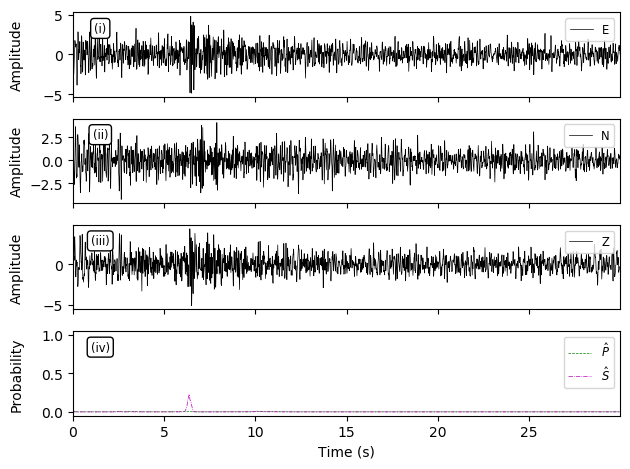 Amplitude
5
0
−5
(i)
E
Amplitude
2.5
0.0
−2.5
(ii)
N
Amplitude
0
−5
(iii)
Z
Probability
1.0
0.5
0.0
(iv)
P̂
Ŝ
0 5 10 15 20 25
Time (s)